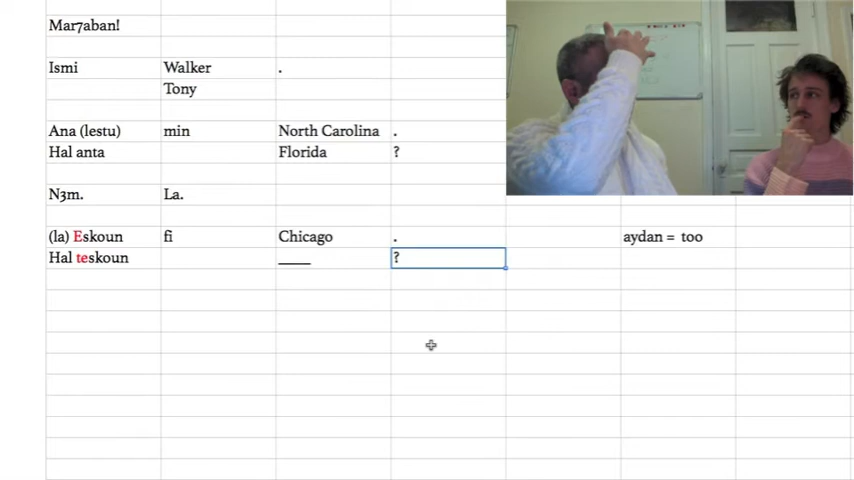 Mar7aban!
Ismi Walker .
Tony
Ana (lestu) min North Carolina .
Hal anta Florida ?
N3m. La.
(la) Eskoun fi Chicago . aydan = too
Hal teskoun ____ ?